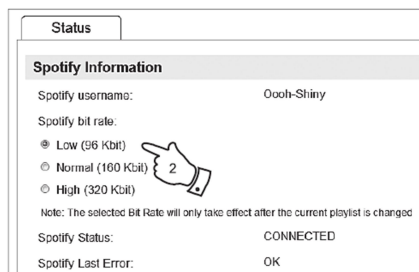 Status
Spotify Information
Spotify username: Oooh-Shiny
Spotify bit rate:
Low (96 Kbit)
Normal (160 Kbit) 2
High (320 Kbit)
Note: The selected Bit Rate will only take effect after the current playlist is changed
Spotify Status: CONNECTED
Spotify Last Error: OK